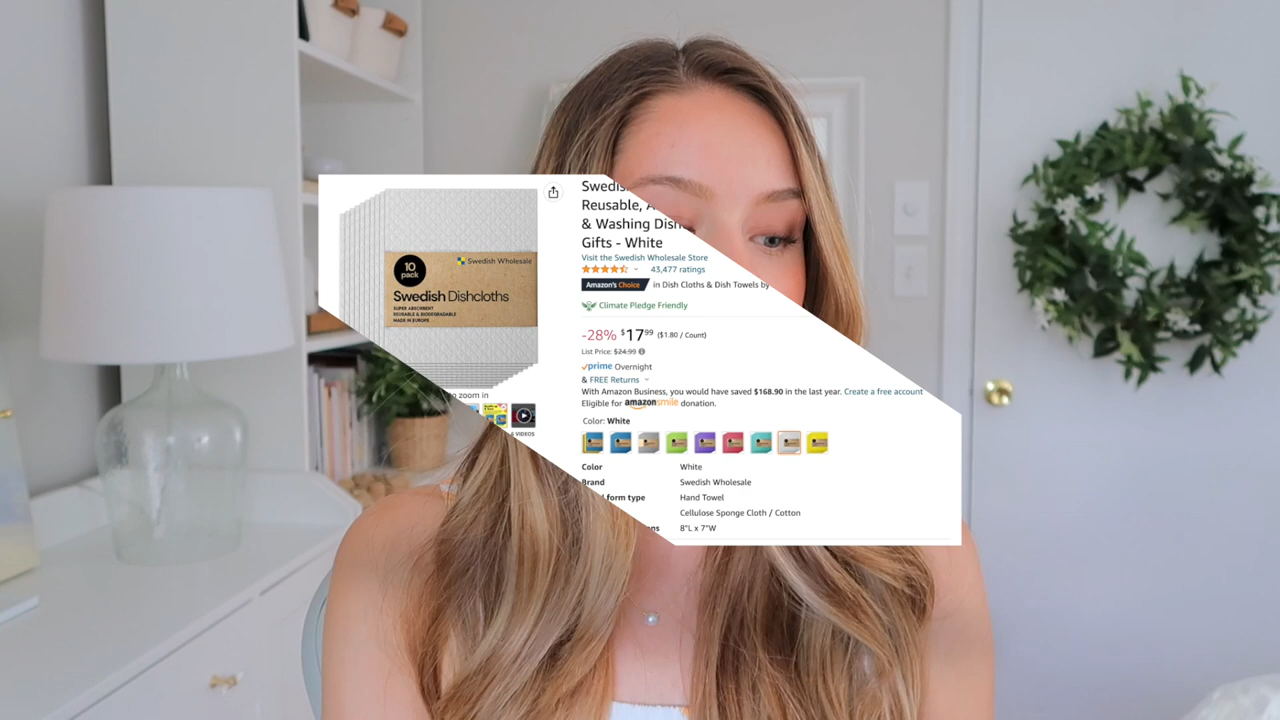 10
pack
Swedish Wholesale
Swedish Dishcloths
SUPER ABSORBENT
REUSABLE & BIODEGRADABLE
MADE IN EUROPE
zoom in
VIDEOS
Reusable,
& Washing
Gifts - White
Visit the Swedish Wholesale Store
43,477 ratings
Amazon's Choice in Dish Cloths & Dish Towels by
Climate Pledge Friendly
-28% $17 99 ($1.80 / Count)
List Price: $24.99
prime Overnight
& FREE Returns
With Amazon Business, you would have saved $168.90 in the last year. Create a free account
Eligible for amazonsmile donation.
Color: White
Color White
Brand Swedish Wholesale
form type Hand Towel
Cellulose Sponge Cloth / Cotton
8"L x 7"W